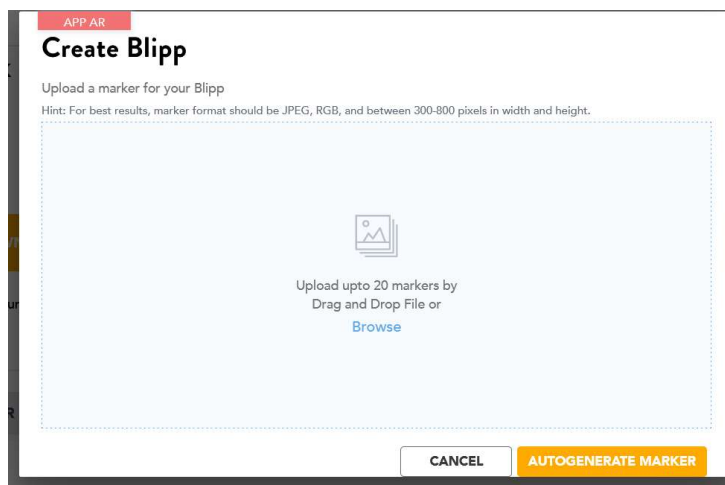 APP AR
Create Blipp
Upload a marker for your Blipp
Hint: For best results, marker format should be JPEG, RGB, and between 300-800 pixels in width and height.
Upload upto 20 markers by
Drag and Drop File or
Browse
CANCEL
AUTOGENERATE MARKER